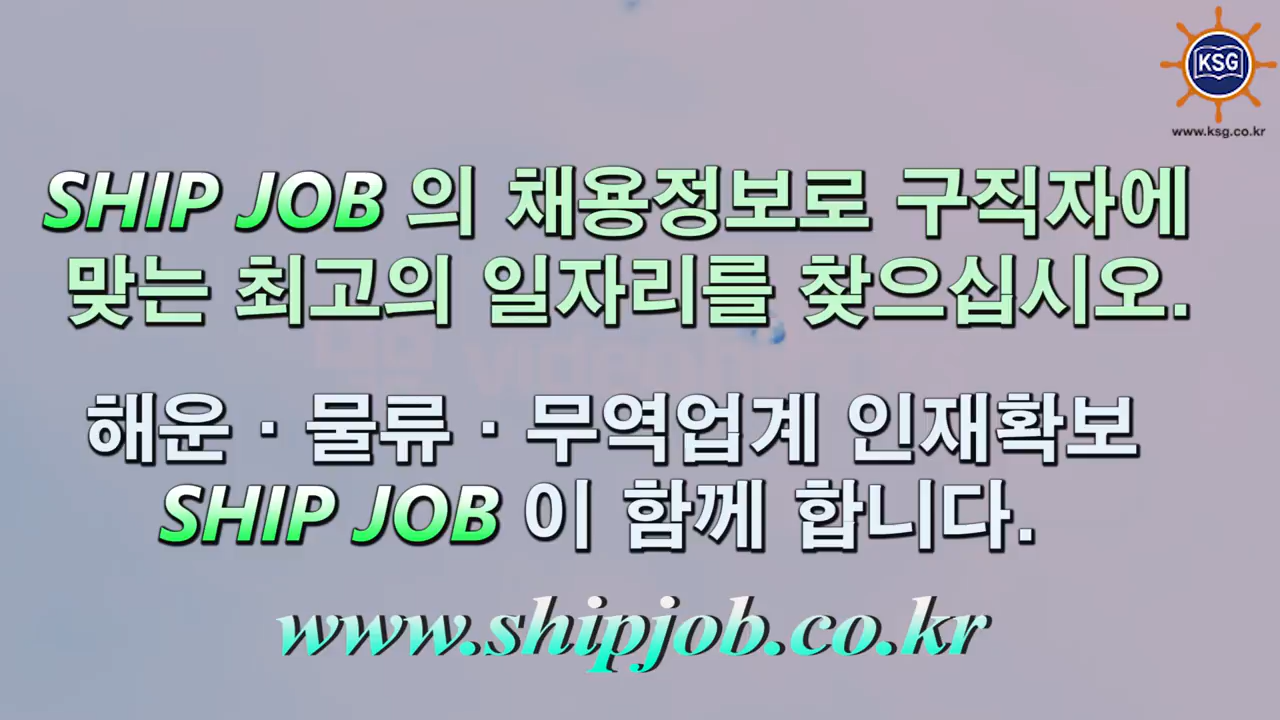 KSG
www.ksg.co.kr
SHIP JOB 의 채용정보로 구직자에
맞는 최고의 일자리를 찾으십시오.
해운 · 물류 · 무역업계 인재확보
SHIP JOB 이 함께 합니다.
www.shipjob.co.kr